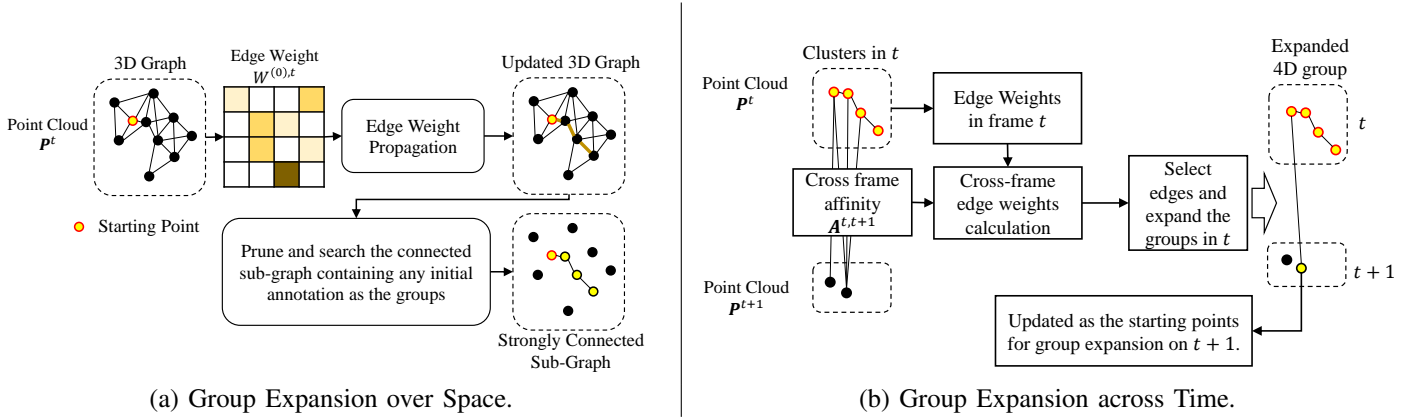 3D Graph
Edge Weight
W^{(0),t}
Updated 3D Graph
Point Cloud
P^t
Edge Weight
Propagation
Starting Point
Prune and search the connected
sub-graph containing any initial
annotation as the groups
Strongly Connected
Sub-Graph
(a) Group Expansion over Space.
Clusters in t
Point Cloud
P^t
Edge Weights
in frame t
Expanded
4D group
t
Cross frame
affinity
A^{t,t+1}
Cross-frame
edge weights
calculation
Select
edges and
expand the
groups in t
Point Cloud
P^{t+1}
t + 1
Updated as the starting points
for group expansion on t + 1.
(b) Group Expansion across Time.